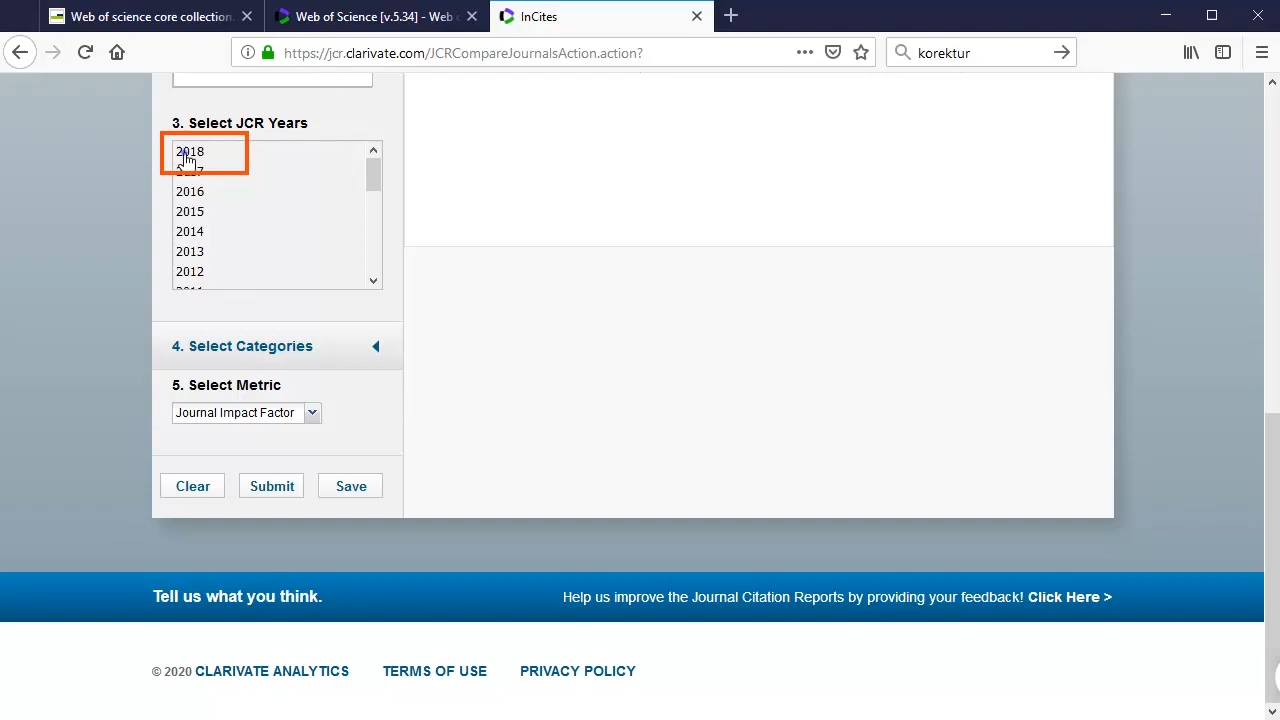 Web of science core collection.
Web of Science [v.5.34] - Web
InCites
https://jcr.clarivate.com/JCRCompareJournalsAction.action?
korektur
3. Select JCR Years
2018
2017
2016
2015
2014
2013
2012
2011
4. Select Categories
5. Select Metric
Journal Impact Factor
Clear
Submit
Save
Tell us what you think.
Help us improve the Journal Citation Reports by providing your feedback! Click Here >
© 2020 CLARIVATE ANALYTICS
TERMS OF USE
PRIVACY POLICY